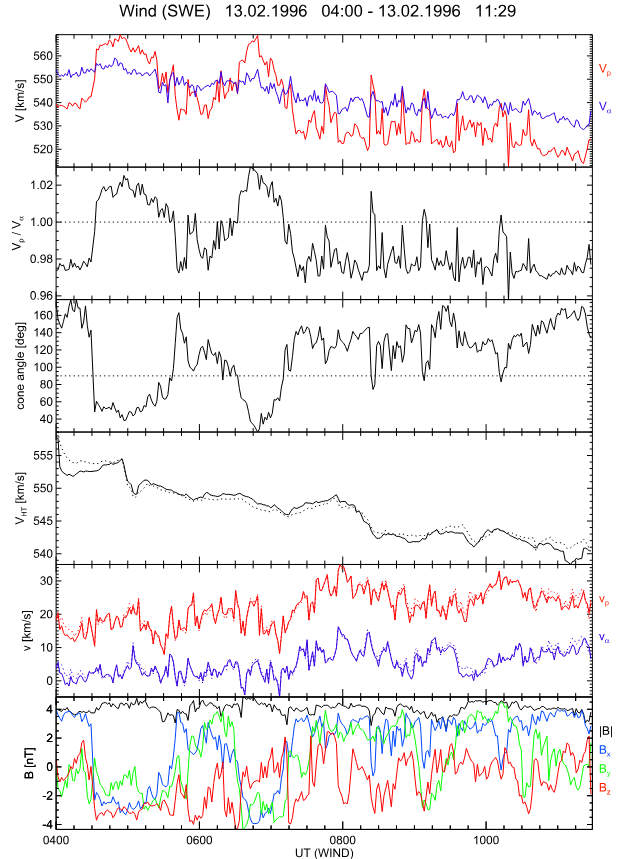 Wind (SWE) 13.02.1996 04:00 - 13.02.1996 11:29
560
550
540
530
520
V [km/s]
Vp
Vα
1.02
1.00
0.98
0.96
Vp / Vα
160
140
120
100
80
60
40
cone angle [deg]
555
550
545
540
VHT [km/s]
30
20
10
0
v [km/s]
vp
vα
4
2
0
-2
-4
B [nT]
|B|
Bx
By
Bz
0400 0600 0800 1000
UT (WIND)